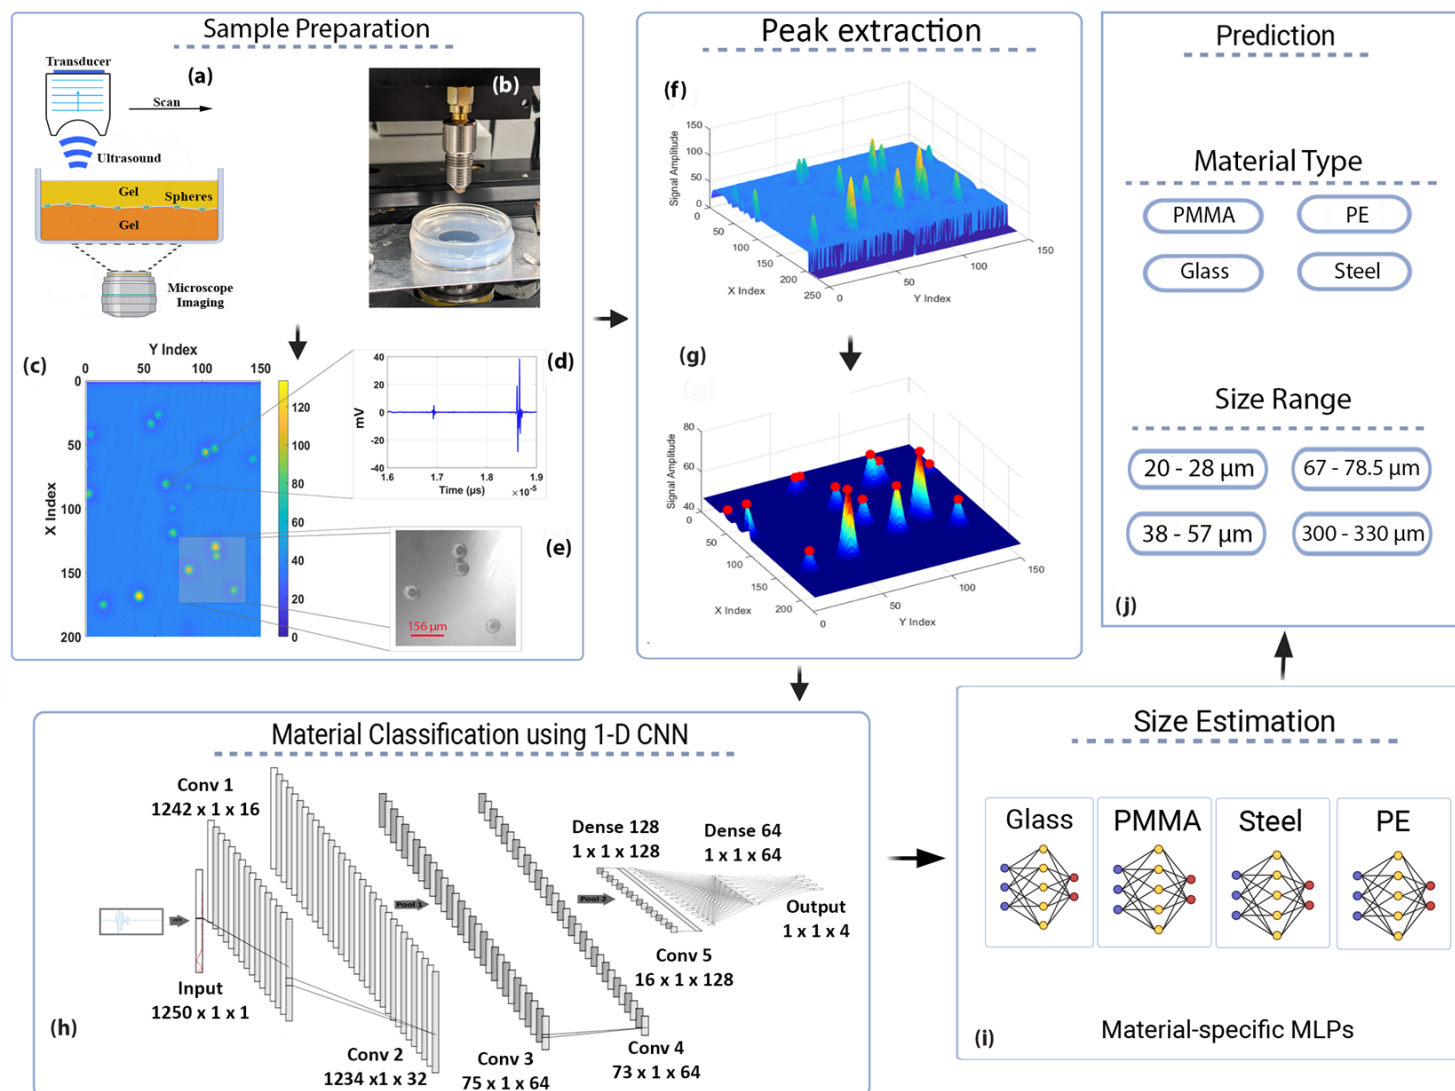 Sample Preparation
Transducer
(a)
Scan
Ultrasound
Gel
Spheres
Gel
Microscope
Imaging
(b)
(c)
Y Index
0
50
100
150
0
50
100
150
200
X Index
120
100
80
60
40
20
0
(d)
40
20
0
-20
-40
mV
1.6
1.7
1.8
1.9
Time (µs)
×10⁻⁵
(e)
156 µm
Peak extraction
(f)
150
100
50
0
Signal Amplitude
0
50
100
150
200
250
X Index
0
50
100
150
Y Index
(g)
80
60
40
Signal Amplitude
0
50
100
150
200
X Index
0
50
100
150
Y Index
Prediction
Material Type
PMMA
PE
Glass
Steel
Size Range
20 - 28 µm
67 - 78.5 µm
38 - 57 µm
300 - 330 µm
(j)
Material Classification using 1-D CNN
Conv 1
1242 x 1 x 16
Input
1250 x 1 x 1
Conv 2
1234 x1 x 32
Pool 1
Conv 3
75 x 1 x 64
Conv 4
73 x 1 x 64
Pool 2
Dense 128
1 x 1 x 128
Dense 64
1 x 1 x 64
Conv 5
16 x 1 x 128
Output
1 x 1 x 4
(h)
Size Estimation
Glass
PMMA
Steel
PE
Material-specific MLPs
(i)